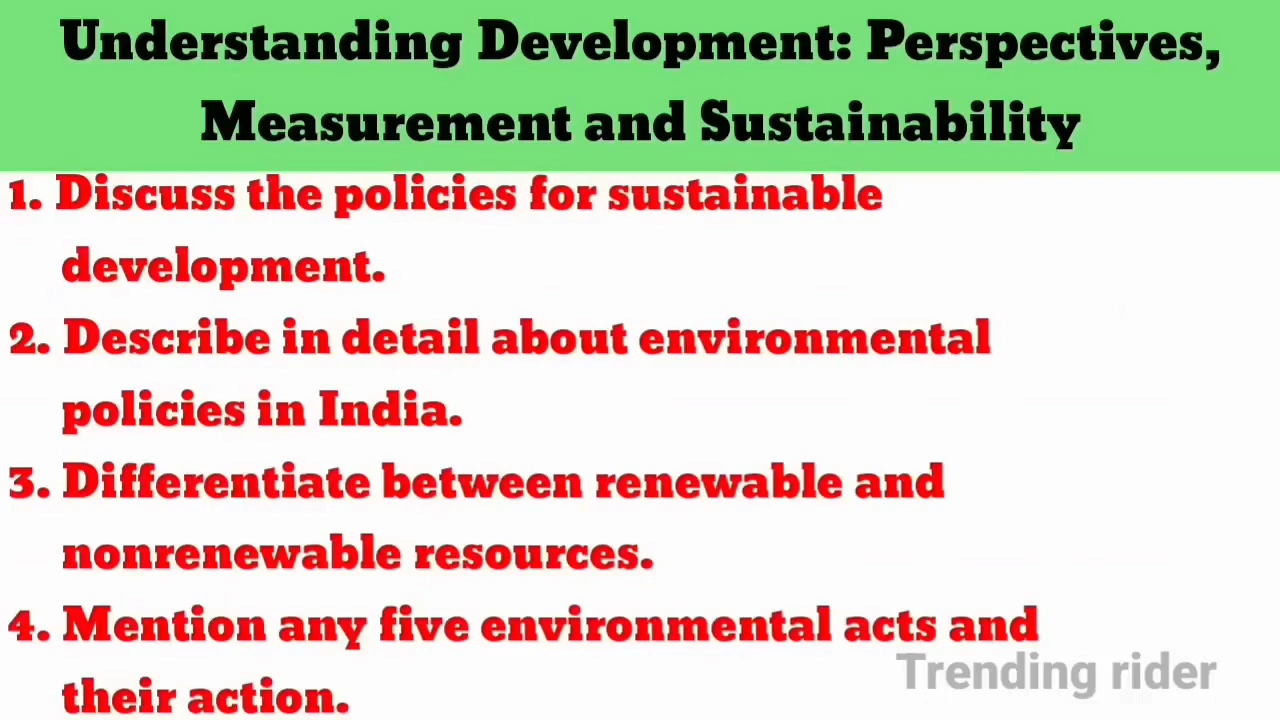 Understanding Development: Perspectives,
Measurement and Sustainability
1. Discuss the policies for sustainable
development.
2. Describe in detail about environmental
policies in India.
3. Differentiate between renewable and
nonrenewable resources.
4. Mention any five environmental acts and
their action.
Trending rider